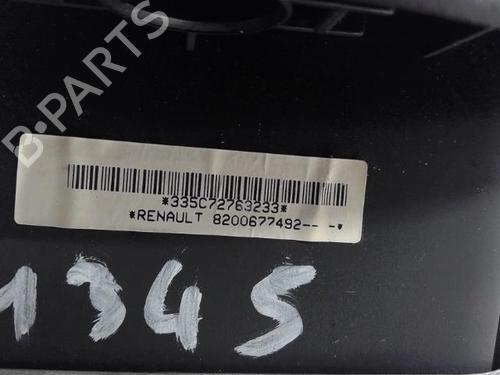 B-PARTS
*335C72763233*
*RENAULT 8200677492-- -*
1345